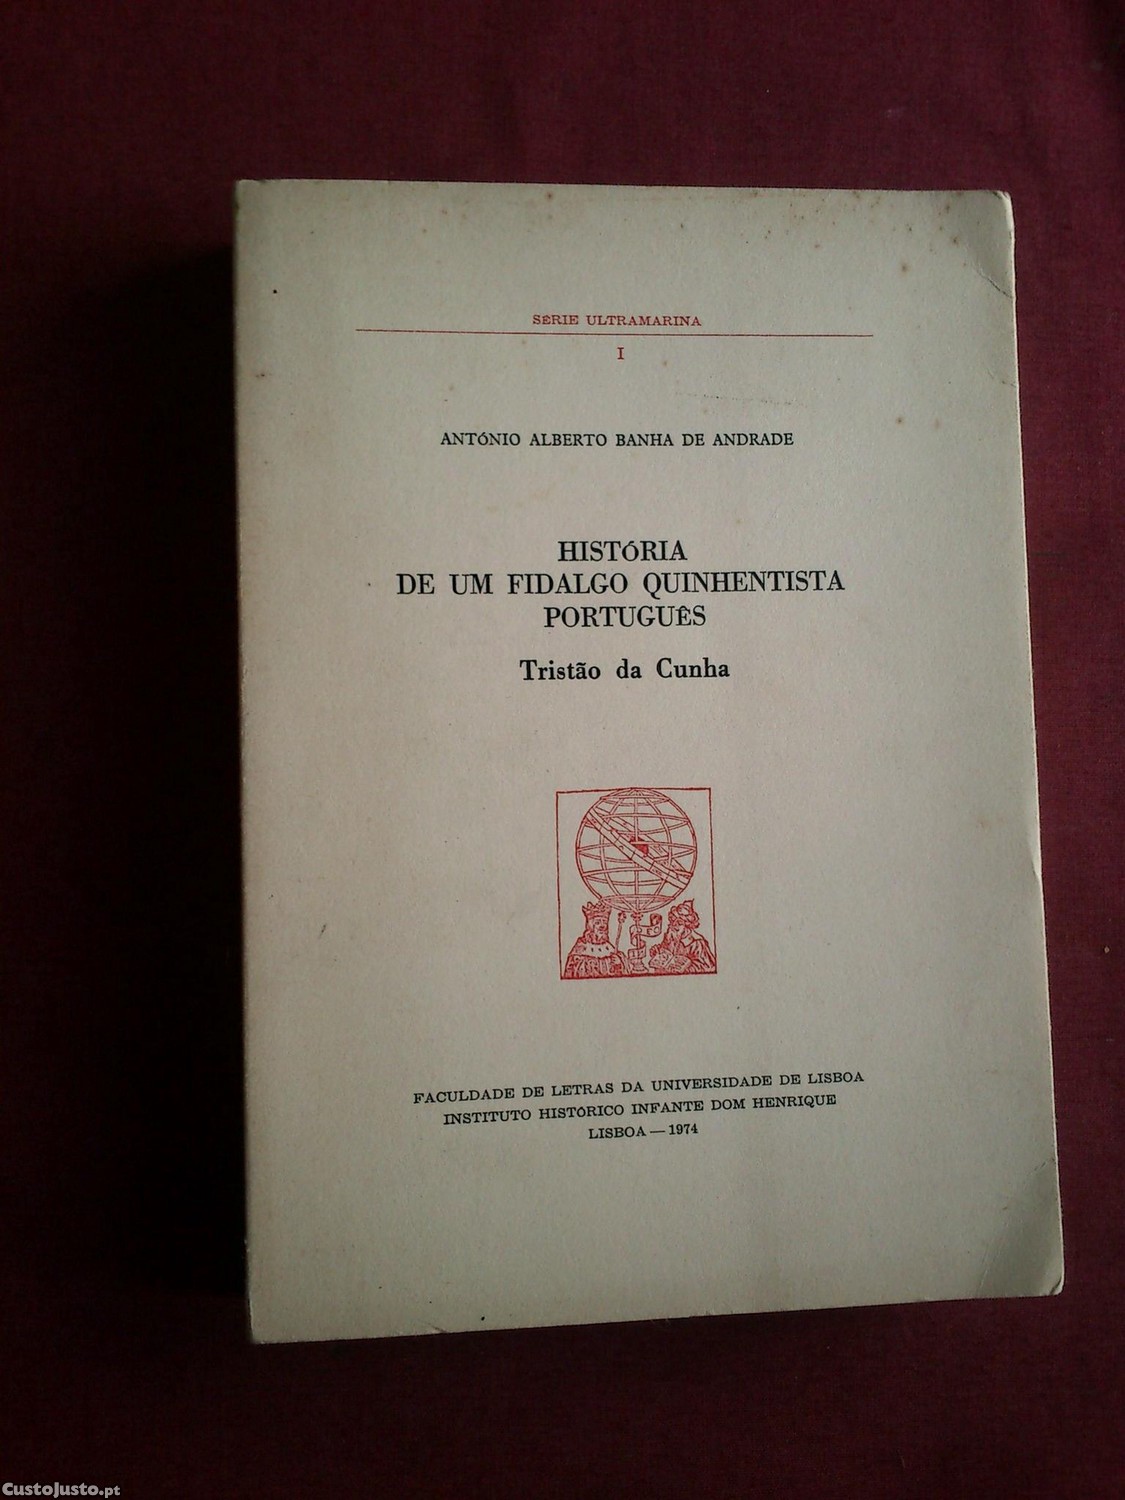 SÉRIE ULTRAMARINA
I
ANTÓNIO ALBERTO BANHA DE ANDRADE
HISTÓRIA
DE UM FIDALGO QUINHENTISTA
PORTUGUÊS
Tristão da Cunha
FACULDADE DE LETRAS DA UNIVERSIDADE DE LISBOA
INSTITUTO HISTÓRICO INFANTE DOM HENRIQUE
LISBOA — 1974
CustoJusto.pt